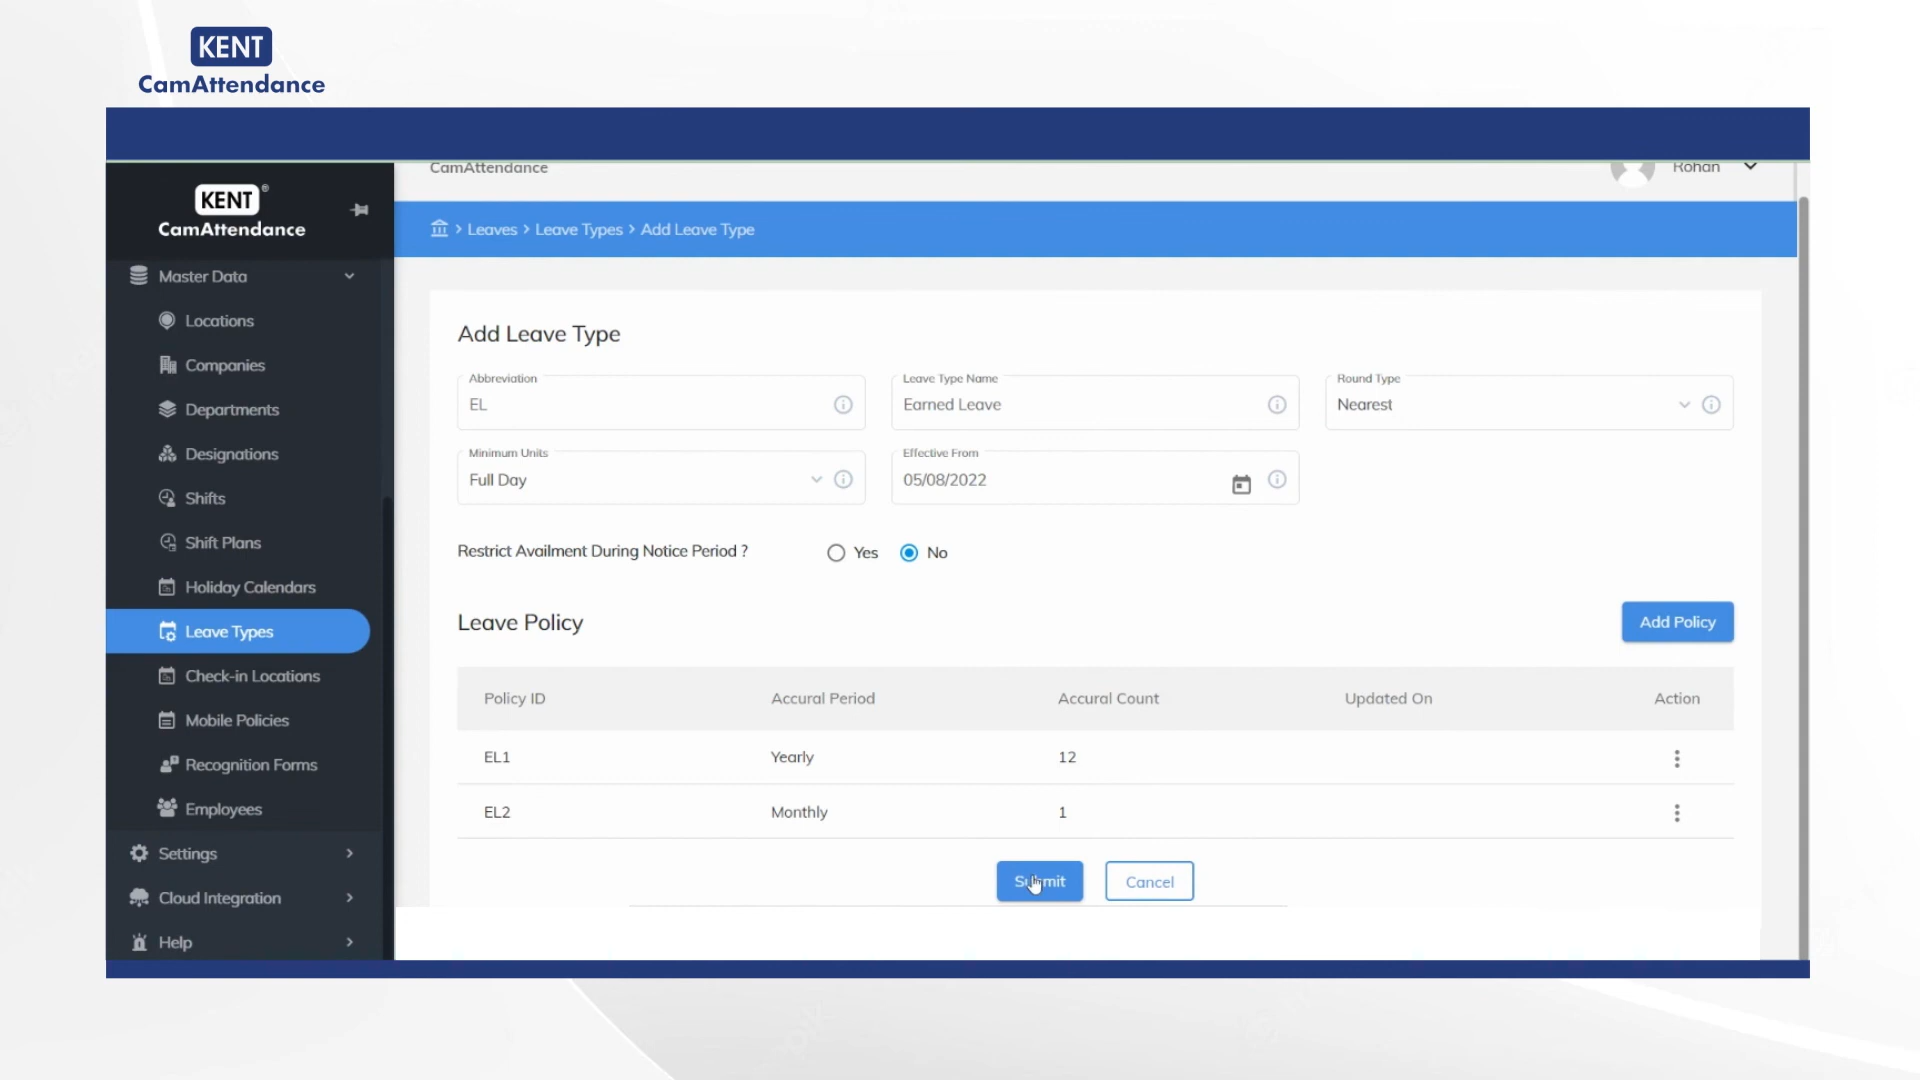 KENT
CamAttendance
CamAttendance
Rohan
KENT®
CamAttendance
> Leaves > Leave Types > Add Leave Type
Master Data
Locations
Companies
Departments
Designations
Shifts
Shift Plans
Holiday Calendars
Leave Types
Check-in Locations
Mobile Policies
Recognition Forms
Employees
Settings
Cloud Integration
Help
Add Leave Type
Abbreviation
EL
Leave Type Name
Earned Leave
Round Type
Nearest
Minimum Units
Full Day
Effective From
05/08/2022
Restrict Availment During Notice Period ?
Yes
No
Leave Policy
Add Policy
Policy ID Accural Period Accural Count Updated On Action
EL1 Yearly 12
EL2 Monthly 1
Submit
Cancel